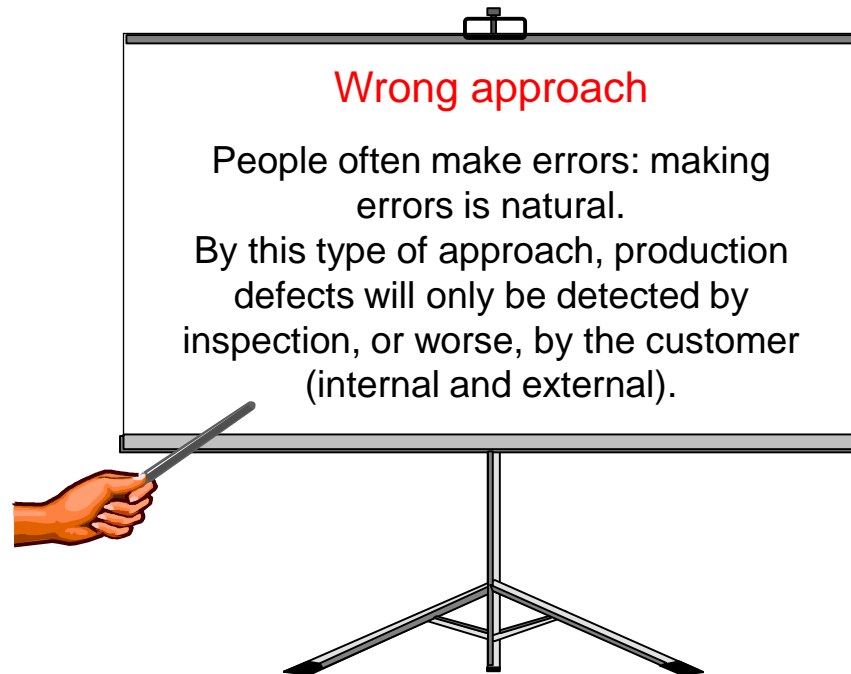 Wrong approach
People often make errors: making
errors is natural.
By this type of approach, production
defects will only be detected by
inspection, or worse, by the customer
(internal and external).